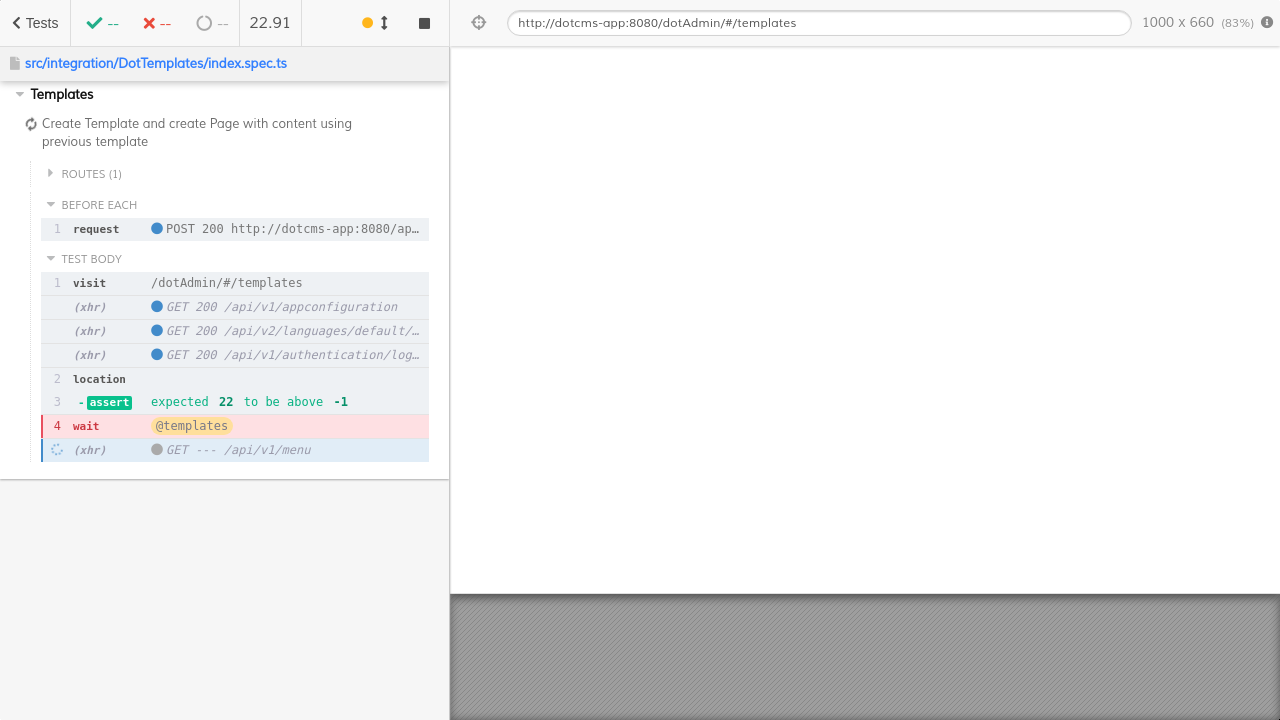 Tests -- -- -- 22.91
http://dotcms-app:8080/dotAdmin/#/templates 1000 x 660 (83%)
src/integration/DotTemplates/index.spec.ts
Templates
Create Template and create Page with content using
previous template
ROUTES (1)
BEFORE EACH
1 request POST 200 http://dotcms-app:8080/ap…
TEST BODY
1 visit /dotAdmin/#/templates
(xhr) GET 200 /api/v1/appconfiguration
(xhr) GET 200 /api/v2/languages/default/…
(xhr) GET 200 /api/v1/authentication/log…
2 location
3 - assert expected 22 to be above -1
4 wait @templates
(xhr) GET --- /api/v1/menu